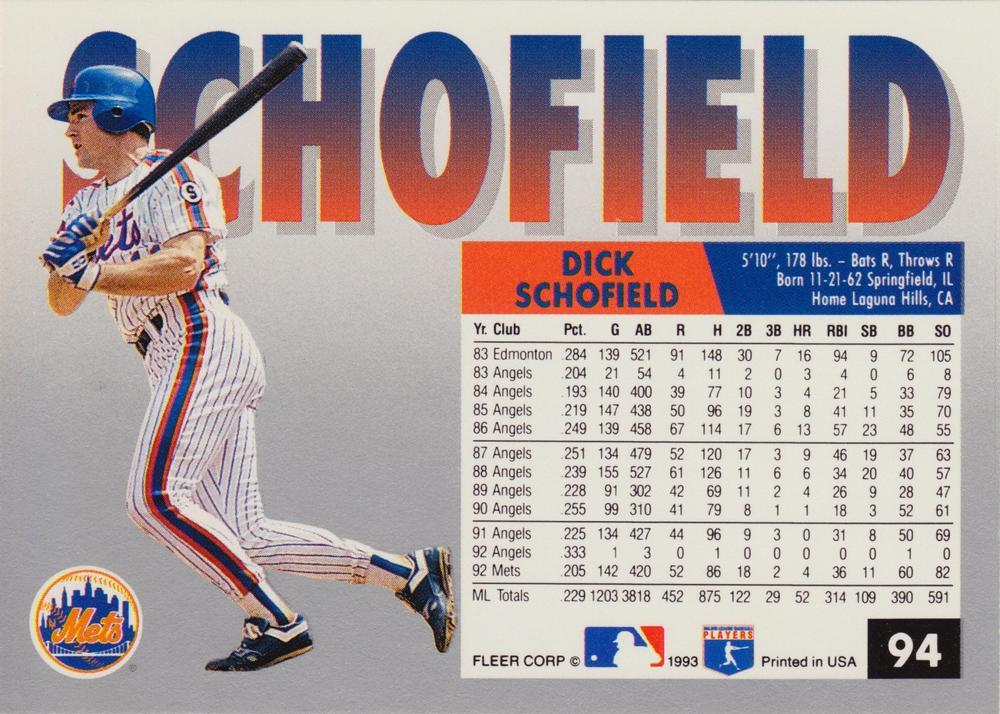 SCHOFIELD
S
Mets
DICK
SCHOFIELD
5'10", 178 lbs. – Bats R, Throws R
Born 11-21-62 Springfield, IL
Home Laguna Hills, CA
Yr. Club Pct. G AB R H 2B 3B HR RBI SB BB SO
83 Edmonton .284 139 521 91 148 30 7 16 94 9 72 105
83 Angels .204 21 54 4 11 2 0 3 4 0 6 8
84 Angels .193 140 400 39 77 10 3 4 21 5 33 79
85 Angels .219 147 438 50 96 19 3 8 41 11 35 70
86 Angels .249 139 458 67 114 17 6 13 57 23 48 55
87 Angels .251 134 479 52 120 17 3 9 46 19 37 63
88 Angels .239 155 527 61 126 11 6 6 34 20 40 57
89 Angels .228 91 302 42 69 11 2 4 26 9 28 47
90 Angels .255 99 310 41 79 8 1 1 18 3 52 61
91 Angels .225 134 427 44 96 9 3 0 31 8 50 69
92 Angels .333 1 3 0 1 0 0 0 0 0 1 0
92 Mets .205 142 420 52 86 18 2 4 36 11 60 82
ML Totals .229 1203 3818 452 875 122 29 52 314 109 390 591
Mets
MAJOR LEAGUE BASEBALL
PLAYERS
FLEER CORP © 1993 Printed in USA
94